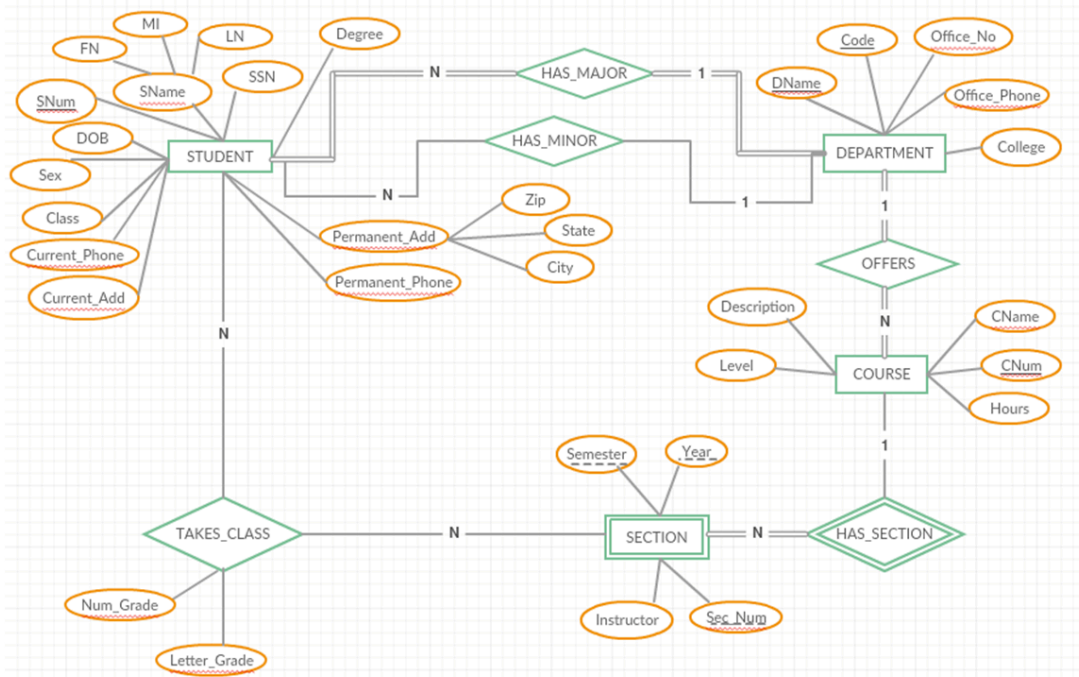 MI
LN
Degree
FN
SSN
SName
SNum
DOB
STUDENT
Sex
Class
Current_Phone
Current_Add
Permanent_Add
Permanent_Phone
Zip
State
City
N
HAS_MAJOR
1
HAS_MINOR
N
1
Code
Office_No
DName
Office_Phone
DEPARTMENT
College
1
OFFERS
N
Description
CName
Level
COURSE
CNum
Hours
1
N
Semester
Year
TAKES_CLASS
N
SECTION
N
HAS_SECTION
Num_Grade
Letter_Grade
Instructor
Sec_Num